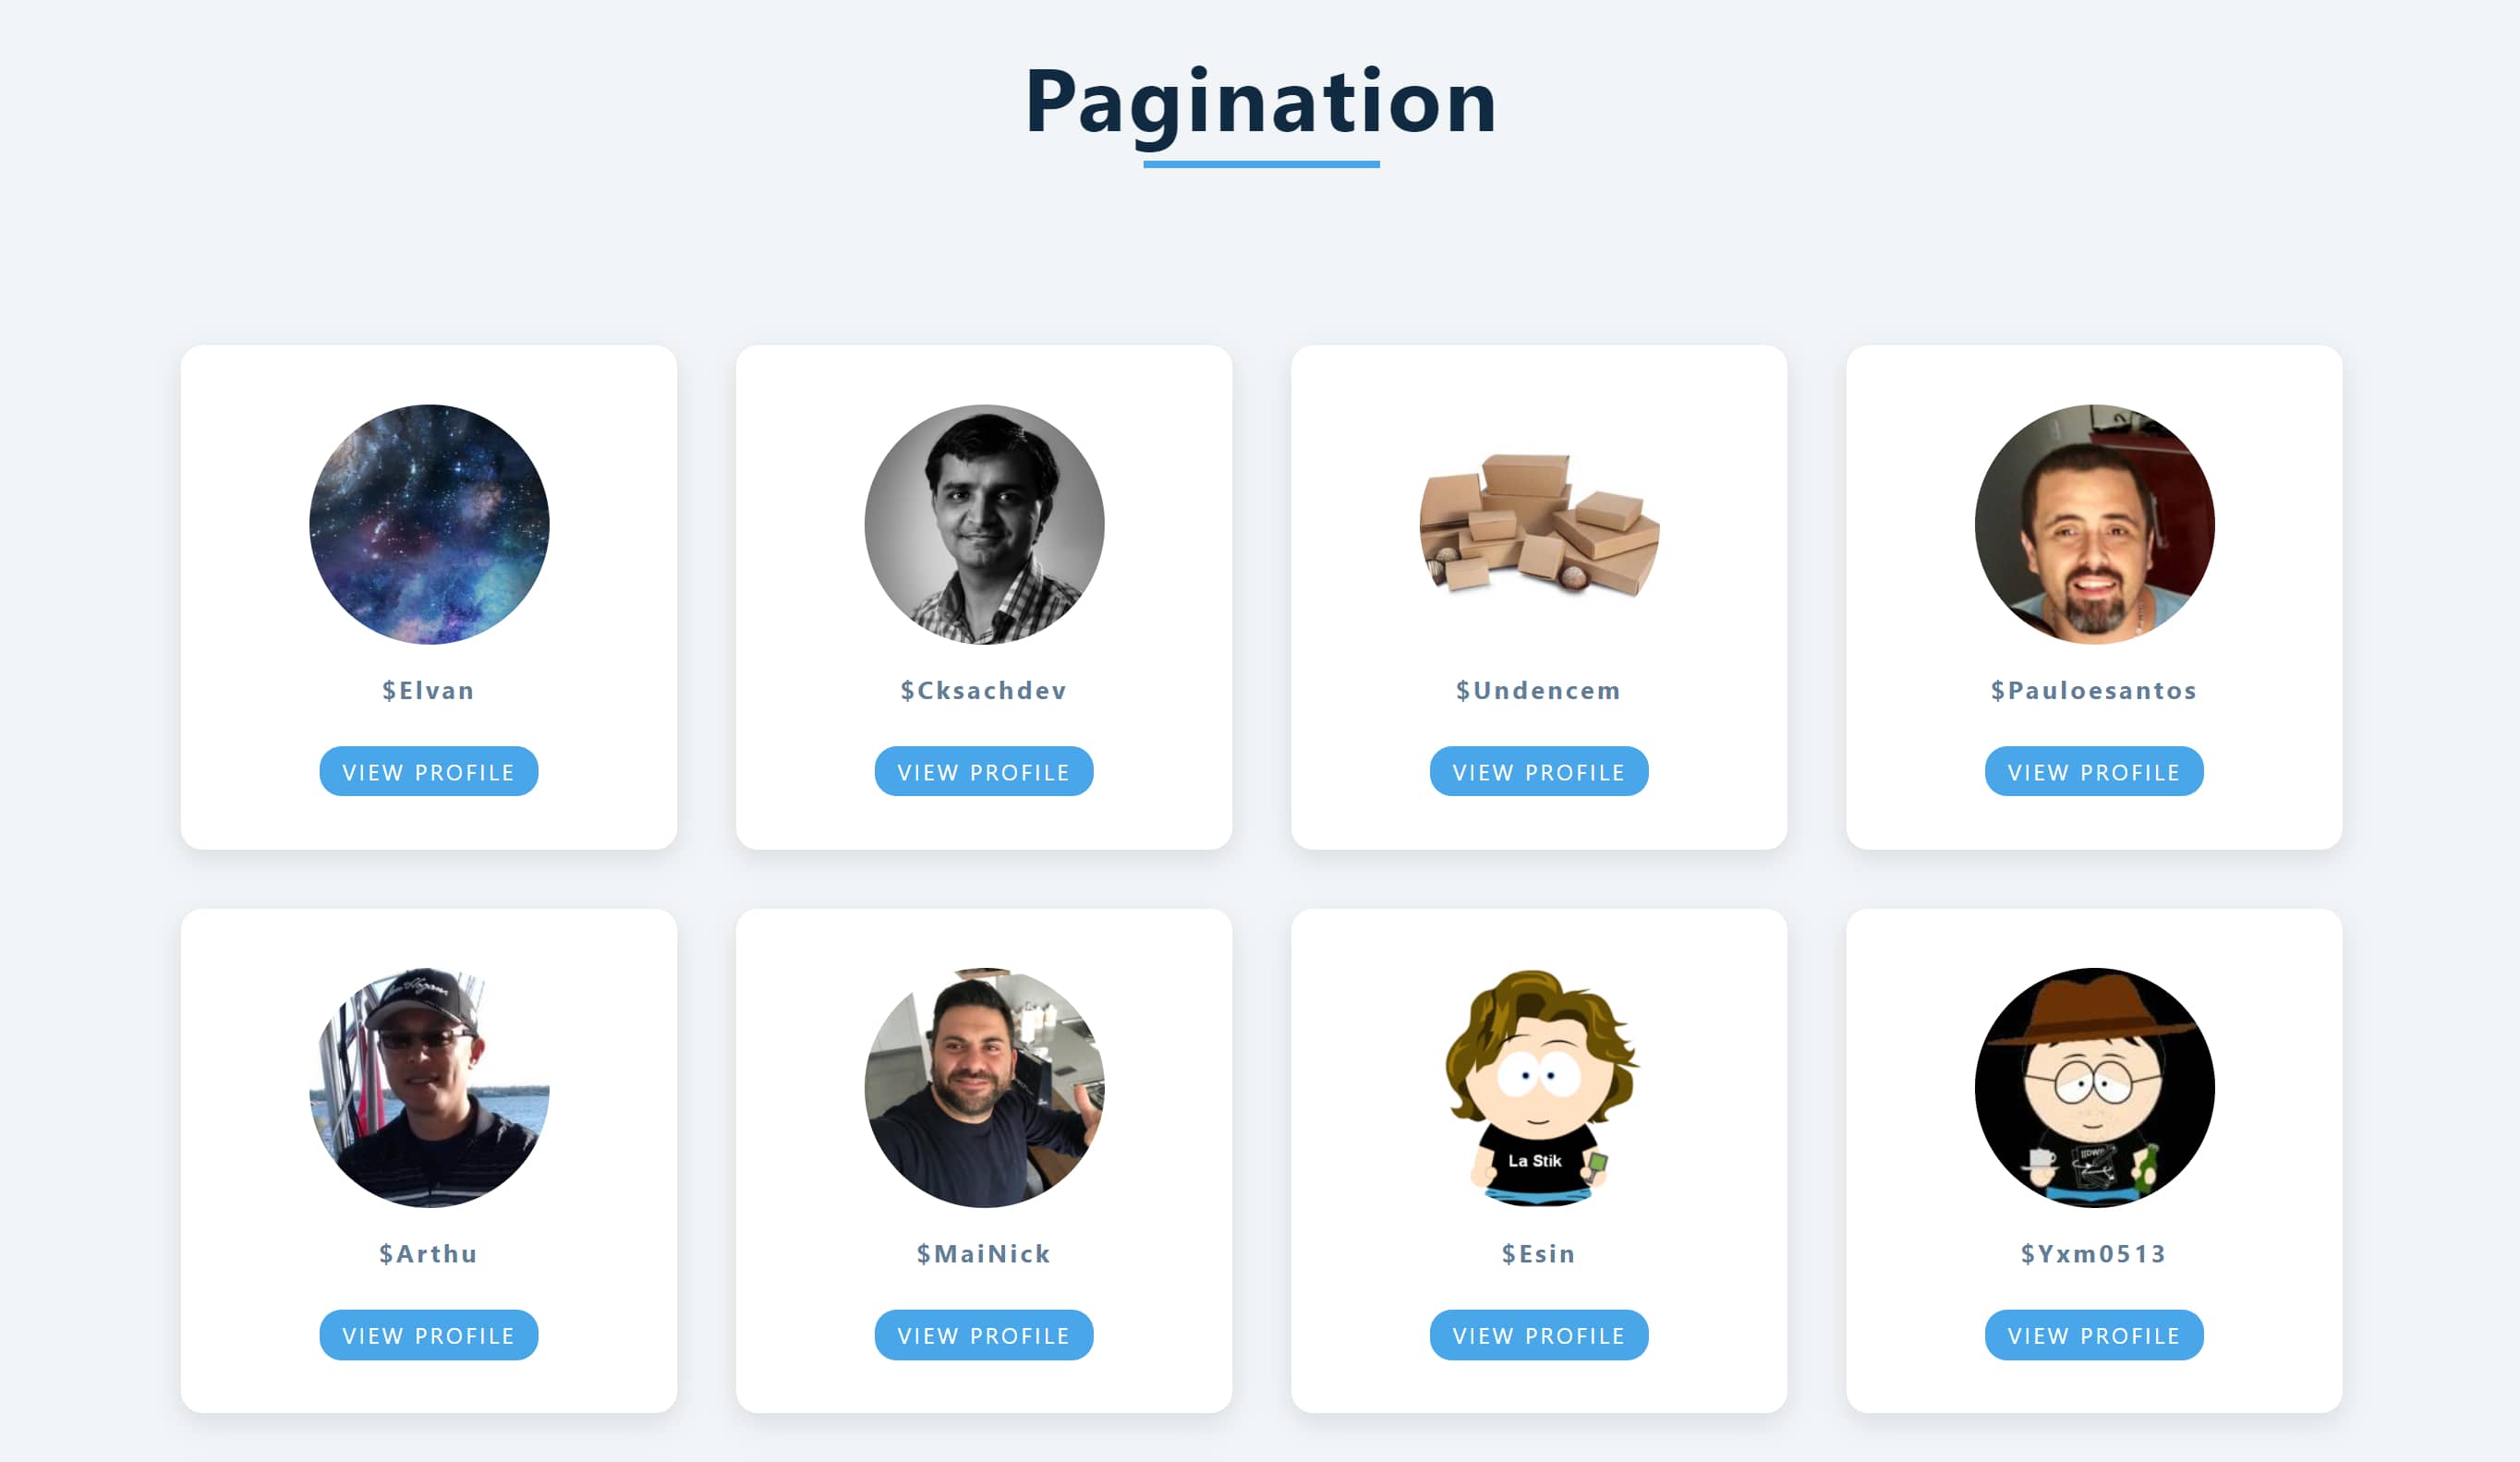 Pagination
$Elvan
$Cksachdev
$Undencem
$Pauloesantos
VIEW PROFILE
VIEW PROFILE
VIEW PROFILE
VIEW PROFILE
La Stik
$Arthu
$MaiNick
$Esin
$Yxm0513
VIEW PROFILE
VIEW PROFILE
VIEW PROFILE
VIEW PROFILE